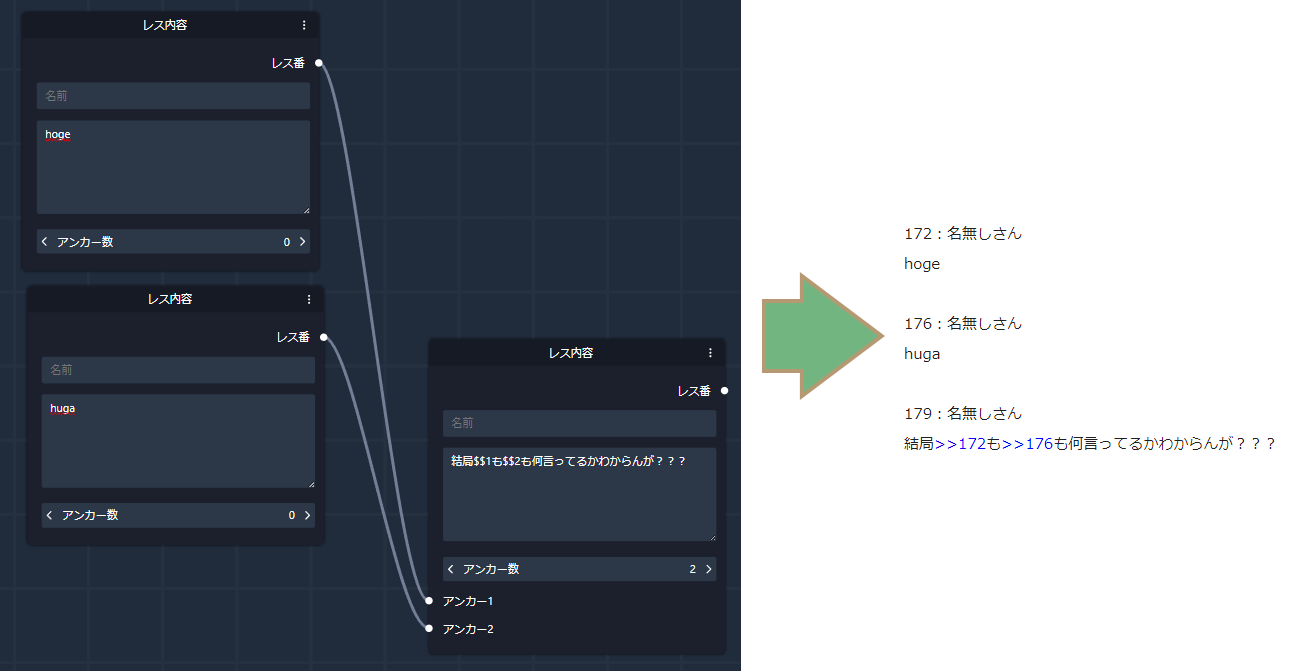 レス内容
レス番
名前
hoge
アンカー数 0
レス内容
レス番
名前
huga
アンカー数 0
レス内容
レス番
名前
結局$$1も$$2も何言ってるかわからんが？？？
アンカー数 2
アンカー1
アンカー2
172：名無しさん
hoge
176：名無しさん
huga
179：名無しさん
結局>>172も>>176も何言ってるかわからんが？？？